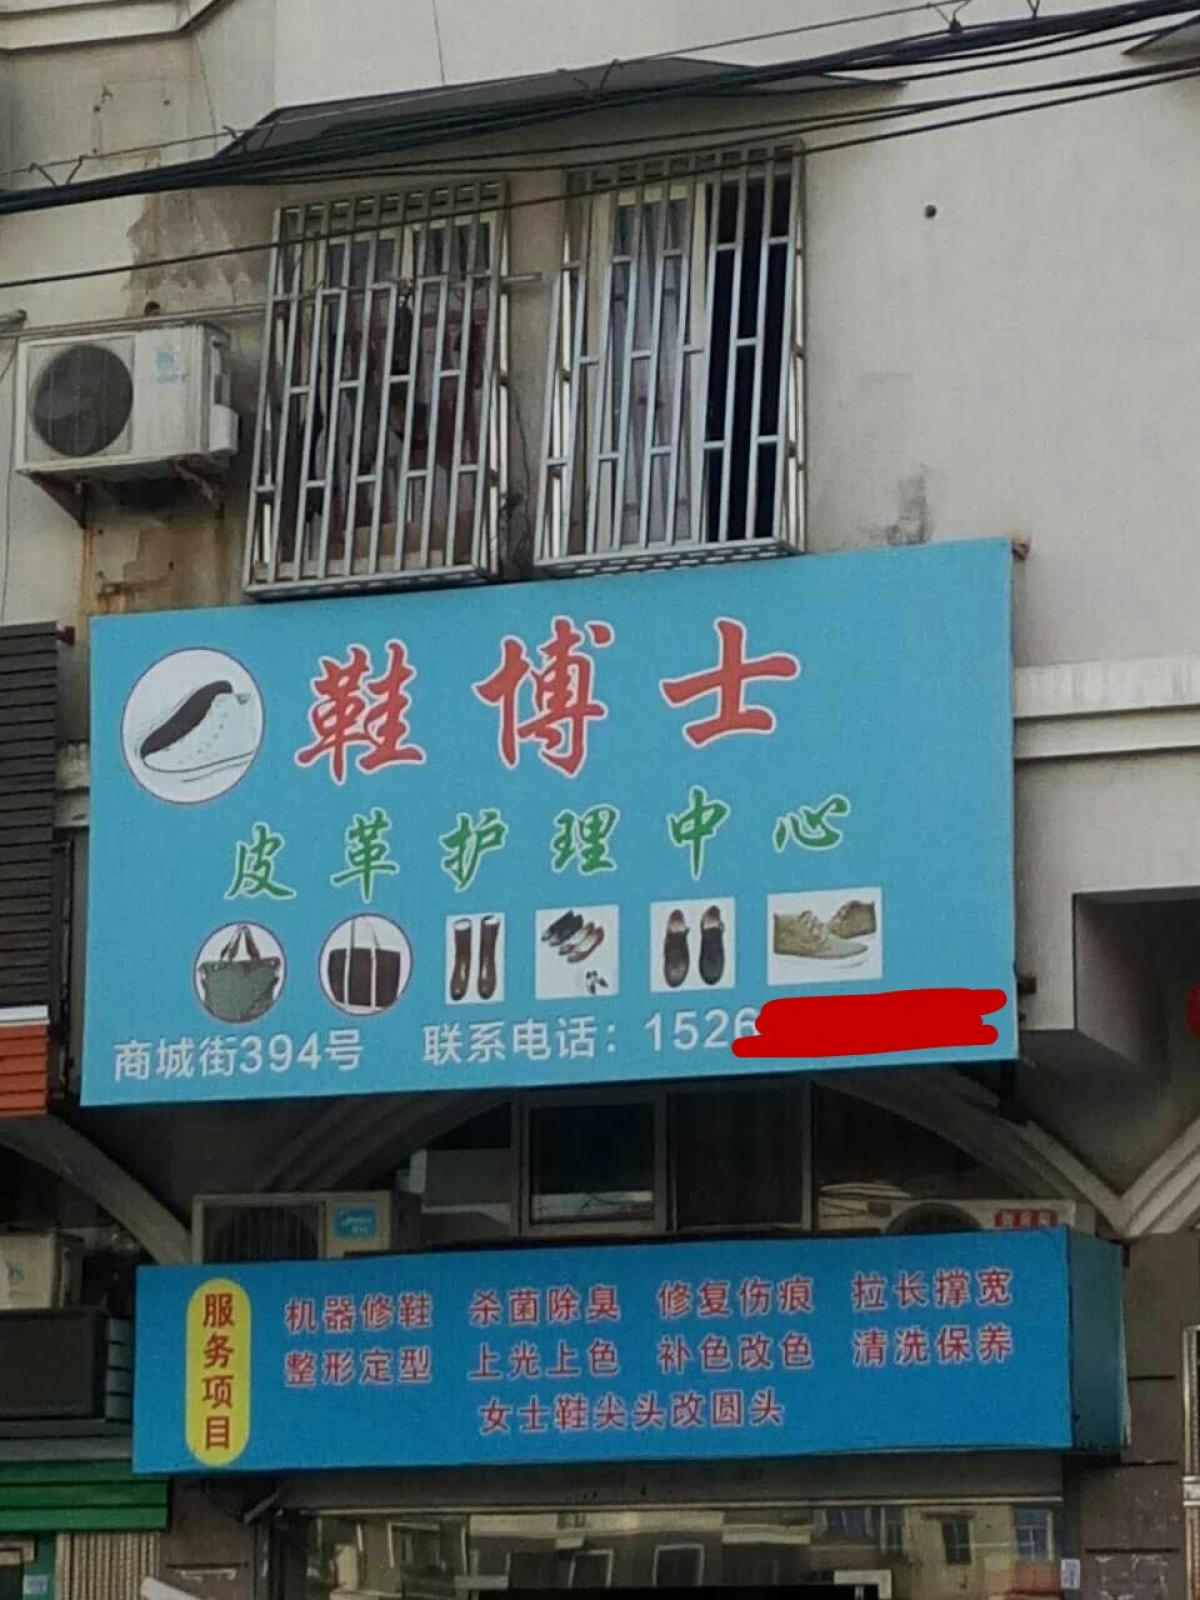 鞋博士
皮革护理中心
商城街394号 联系电话：1526
服务项目
机器修鞋 杀菌除臭 修复伤痕 拉长撑宽
整形定型 上光上色 补色改色 清洗保养
女士鞋尖头改圆头